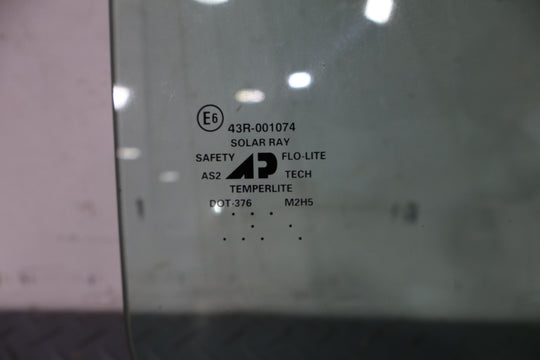 E6 43R-001074
SOLAR RAY
SAFETY AP FLO-LITE
AS2 TECH
TEMPERLITE
DOT-376 M2H5